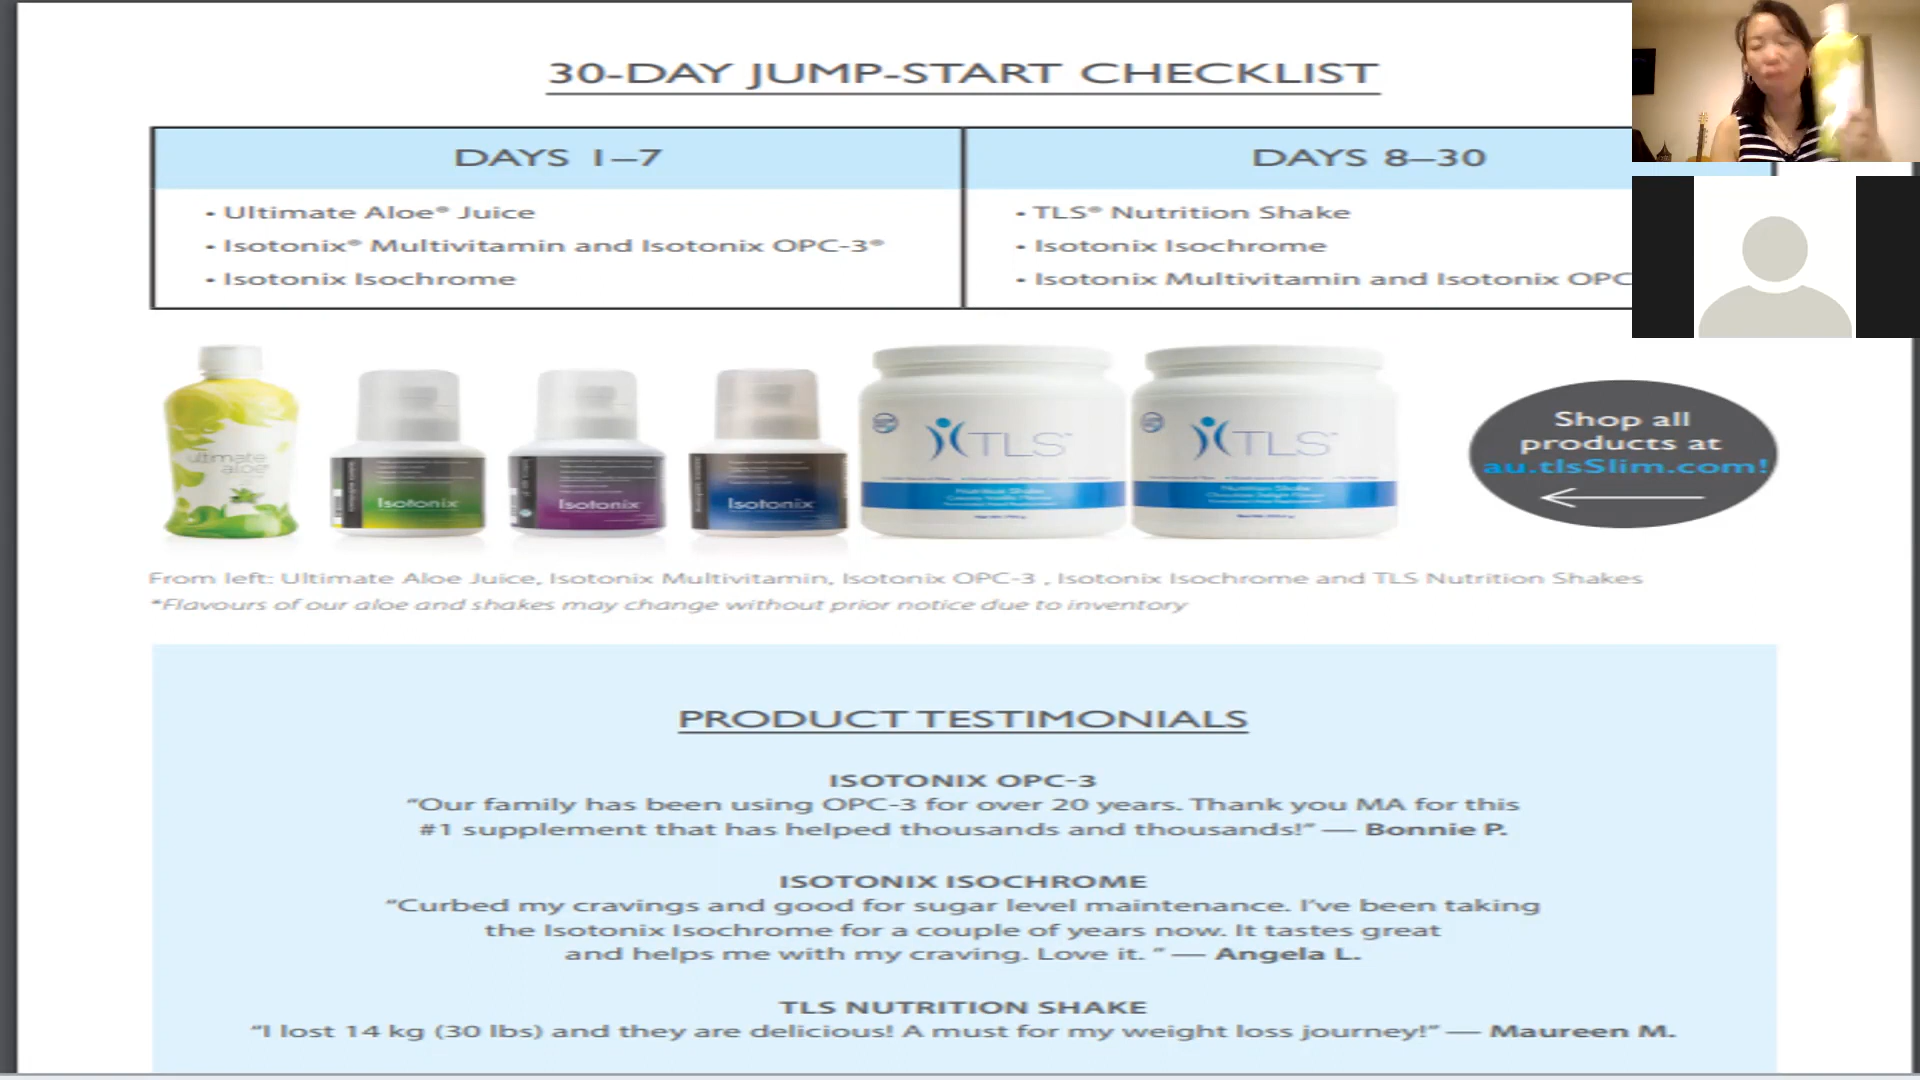 30-DAY JUMP-START CHECKLIST
DAYS 1–7
• Ultimate Aloe® Juice
• Isotonix® Multivitamin and Isotonix OPC-3®
• Isotonix Isochrome
DAYS 8–30
• TLS® Nutrition Shake
• Isotonix Isochrome
• Isotonix Multivitamin and Isotonix OPC
ultimate
aloe®
Isotonix
Isotonix
Isotonix
TLS
Nutrition Shake
TLS
Nutrition Shake
Shop all
products at
au.tlsSlim.com!
From left: Ultimate Aloe Juice, Isotonix Multivitamin, Isotonix OPC-3 , Isotonix Isochrome and TLS Nutrition Shakes
*Flavours of our aloe and shakes may change without prior notice due to inventory
PRODUCT TESTIMONIALS
ISOTONIX OPC-3
“Our family has been using OPC-3 for over 20 years. Thank you MA for this
#1 supplement that has helped thousands and thousands!” — Bonnie P.
ISOTONIX ISOCHROME
“Curbed my cravings and good for sugar level maintenance. I’ve been taking
the Isotonix Isochrome for a couple of years now. It tastes great
and helps me with my craving. Love it. ” — Angela L.
TLS NUTRITION SHAKE
“I lost 14 kg (30 lbs) and they are delicious! A must for my weight loss journey!” — Maureen M.